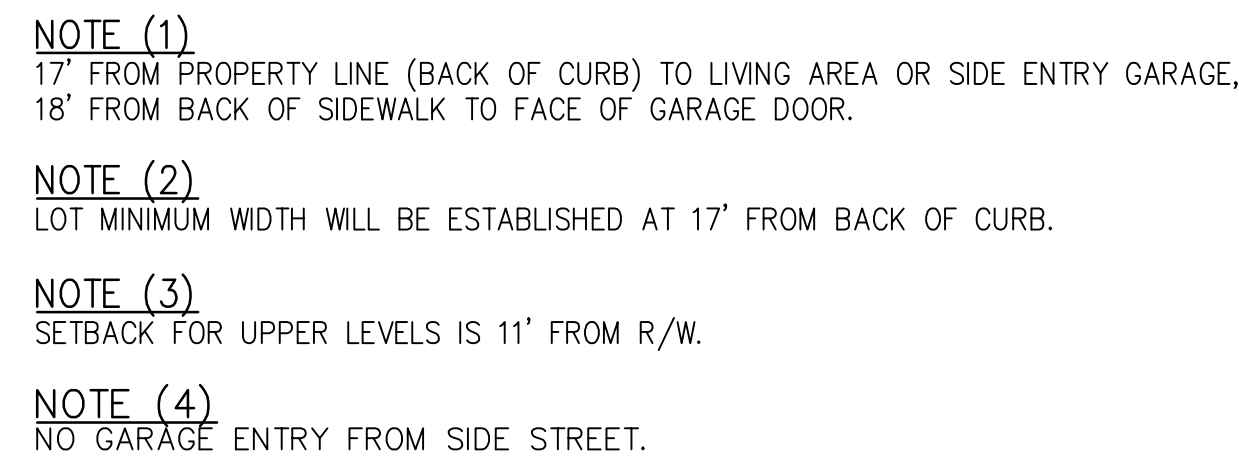 NOTE (1)
17' FROM PROPERTY LINE (BACK OF CURB) TO LIVING AREA OR SIDE ENTRY GARAGE,
18' FROM BACK OF SIDEWALK TO FACE OF GARAGE DOOR.
NOTE (2)
LOT MINIMUM WIDTH WILL BE ESTABLISHED AT 17' FROM BACK OF CURB.
NOTE (3)
SETBACK FOR UPPER LEVELS IS 11' FROM R/W.
NOTE (4)
NO GARAGE ENTRY FROM SIDE STREET.